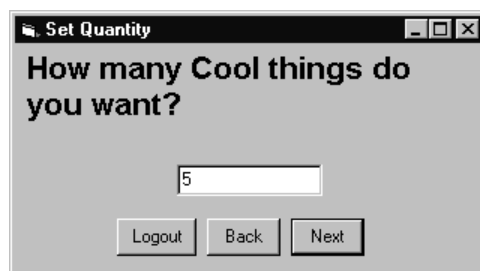 Set Quantity
How many Cool things do
you want?
5
Logout Back Next